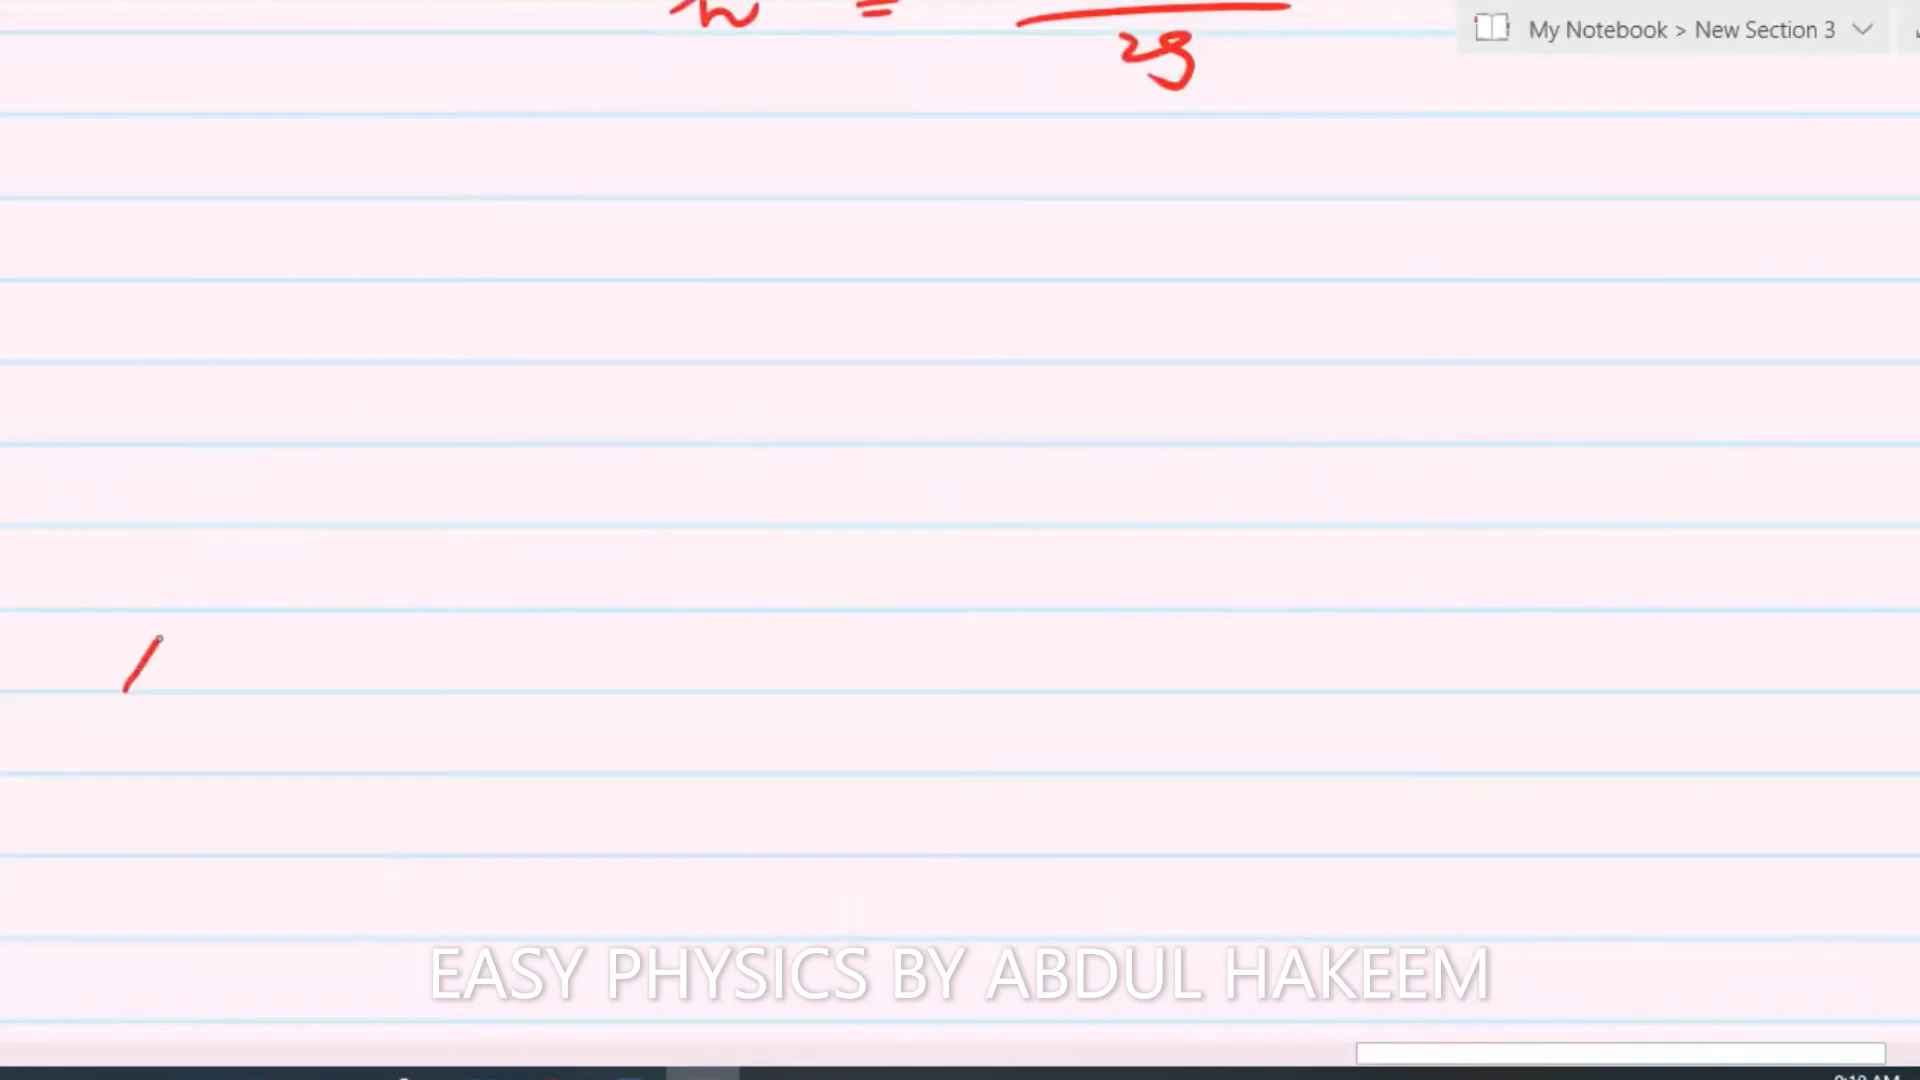 h =
2g
My Notebook > New Section 3
EASY PHYSICS BY ABDUL HAKEEM